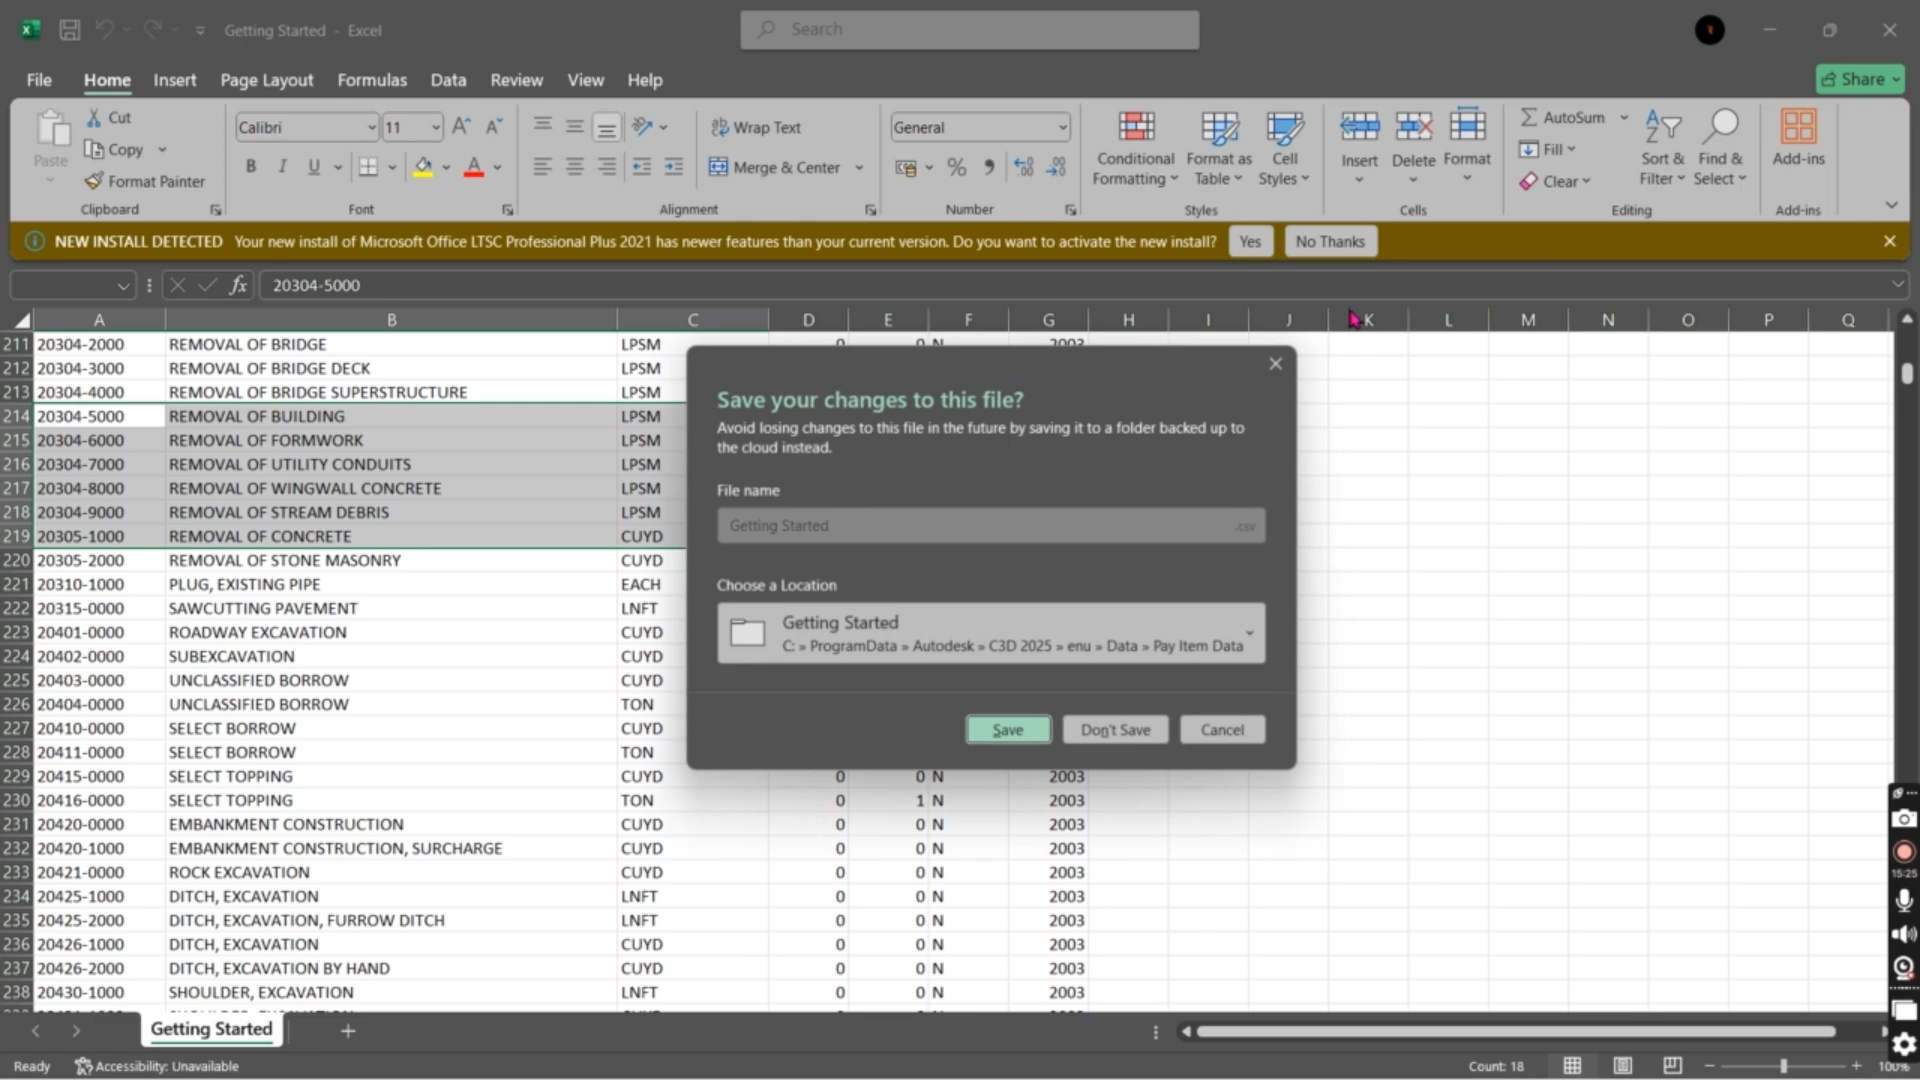 Getting Started - Excel
Search
File Home Insert Page Layout Formulas Data Review View Help
Share
Paste
Cut
Copy
Format Painter
Clipboard
Calibri 11
B I U
Font
Wrap Text
Merge & Center
Alignment
General
Number
Conditional Formatting
Format as Table
Cell Styles
Styles
Insert Delete Format
Cells
AutoSum
Fill
Clear
Sort & Filter
Find & Select
Editing
Add-ins
Add-ins
NEW INSTALL DETECTED Your new install of Microsoft Office LTSC Professional Plus 2021 has newer features than your current version. Do you want to activate the new install? Yes No Thanks
fx 20304-5000
A B C D E F G H I J K L M N O P Q
211 20304-2000 REMOVAL OF BRIDGE LPSM 0 0 N 2003
212 20304-3000 REMOVAL OF BRIDGE DECK LPSM
213 20304-4000 REMOVAL OF BRIDGE SUPERSTRUCTURE LPSM
214 20304-5000 REMOVAL OF BUILDING LPSM
215 20304-6000 REMOVAL OF FORMWORK LPSM
216 20304-7000 REMOVAL OF UTILITY CONDUITS LPSM
217 20304-8000 REMOVAL OF WINGWALL CONCRETE LPSM
218 20304-9000 REMOVAL OF STREAM DEBRIS LPSM
219 20305-1000 REMOVAL OF CONCRETE CUYD
220 20305-2000 REMOVAL OF STONE MASONRY CUYD
221 20310-1000 PLUG, EXISTING PIPE EACH
222 20315-0000 SAWCUTTING PAVEMENT LNFT
223 20401-0000 ROADWAY EXCAVATION CUYD
224 20402-0000 SUBEXCAVATION CUYD
225 20403-0000 UNCLASSIFIED BORROW CUYD
226 20404-0000 UNCLASSIFIED BORROW TON
227 20410-0000 SELECT BORROW CUYD
228 20411-0000 SELECT BORROW TON
229 20415-0000 SELECT TOPPING CUYD 0 0 N 2003
230 20416-0000 SELECT TOPPING TON 0 1 N 2003
231 20420-0000 EMBANKMENT CONSTRUCTION CUYD 0 0 N 2003
232 20420-1000 EMBANKMENT CONSTRUCTION, SURCHARGE CUYD 0 0 N 2003
233 20421-0000 ROCK EXCAVATION CUYD 0 0 N 2003
234 20425-1000 DITCH, EXCAVATION LNFT 0 0 N 2003
235 20425-2000 DITCH, EXCAVATION, FURROW DITCH LNFT 0 0 N 2003
236 20426-1000 DITCH, EXCAVATION CUYD 0 0 N 2003
237 20426-2000 DITCH, EXCAVATION BY HAND CUYD 0 0 N 2003
238 20430-1000 SHOULDER, EXCAVATION LNFT 0 0 N 2003
Save your changes to this file?
Avoid losing changes to this file in the future by saving it to a folder backed up to
the cloud instead.
File name
Getting Started .csv
Choose a Location
Getting Started
C: » ProgramData » Autodesk » C3D 2025 » enu » Data » Pay Item Data
Save Don't Save Cancel
15:25
Getting Started
Ready Accessibility: Unavailable Count: 18 100%